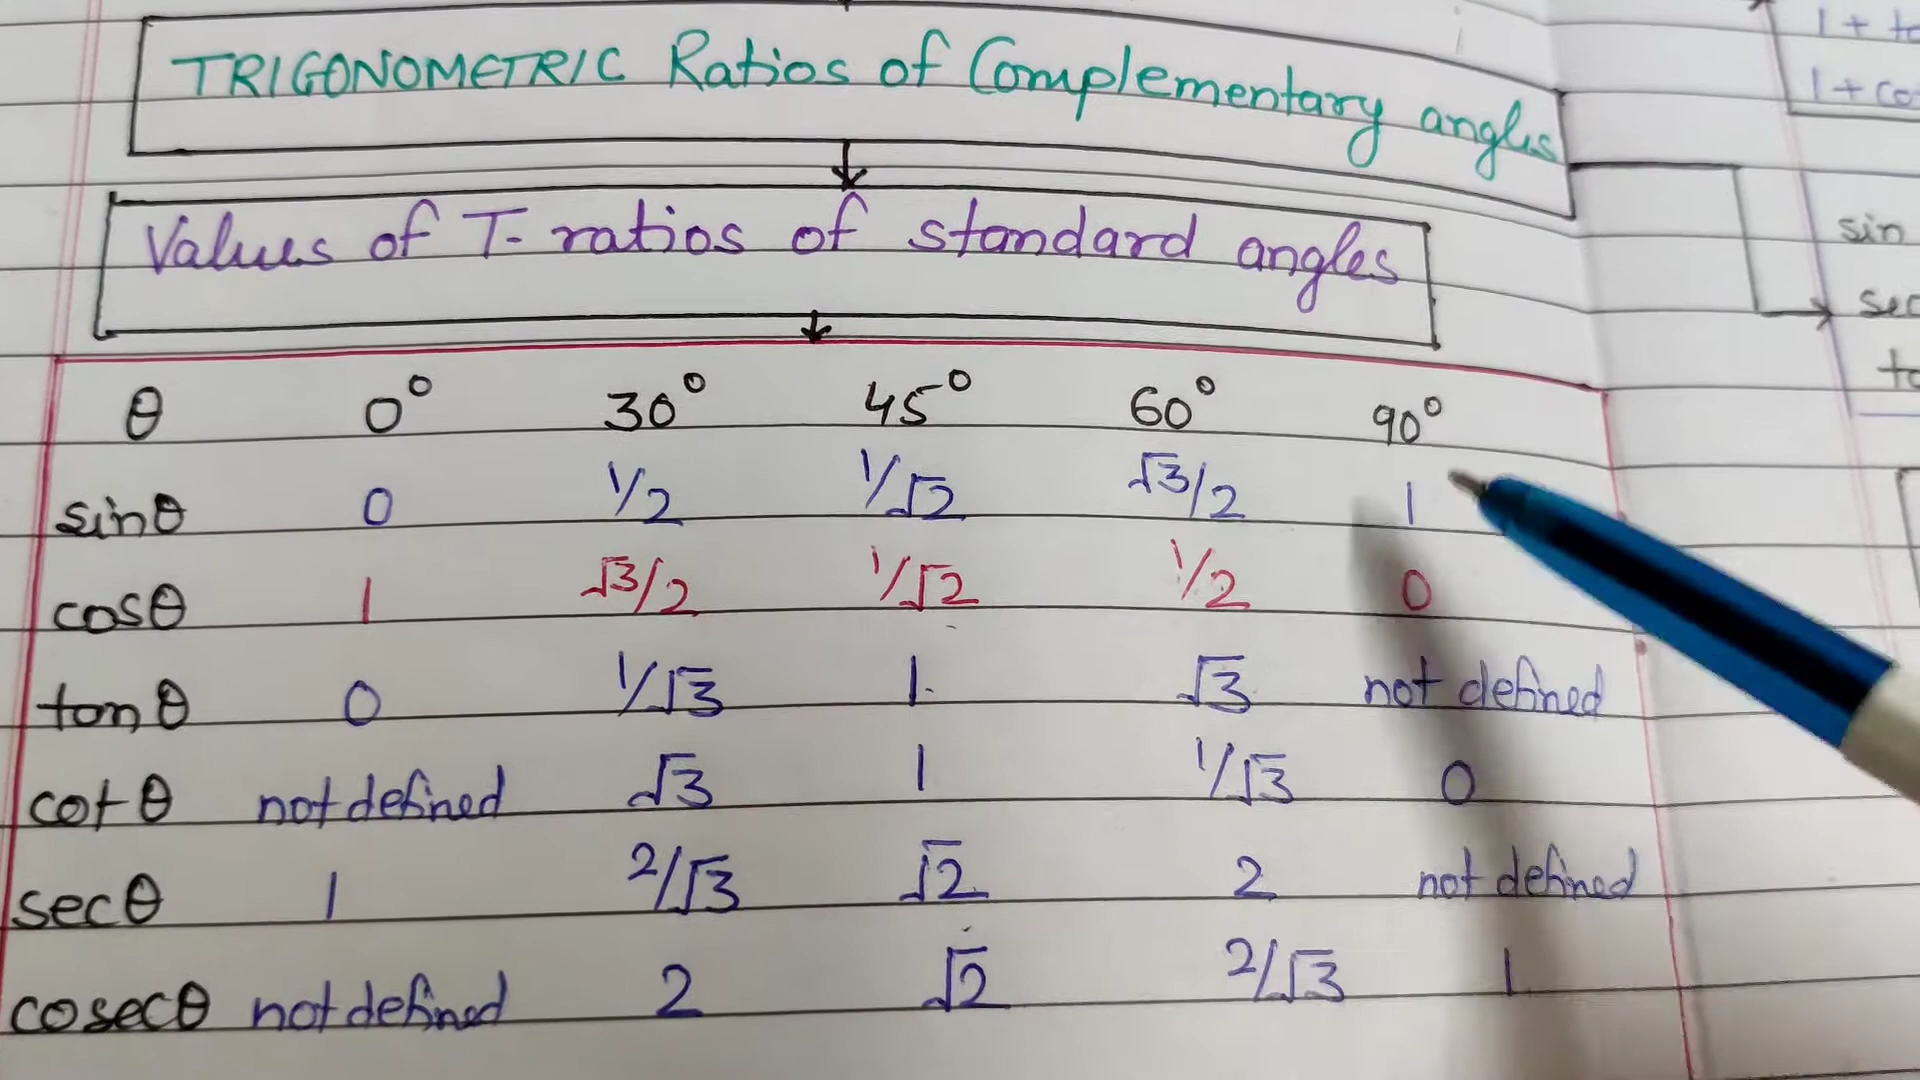 TRIGONOMETRIC Ratios of Complementary angles
Values of T-ratios of standard angles
θ 0° 30° 45° 60° 90°
sinθ 0 1/2 1/√2 √3/2 1
cosθ 1 √3/2 1/√2 1/2 0
tanθ 0 1/√3 1 √3 not defined
cotθ not defined √3 1 1/√3 0
secθ 1 2/√3 √2 2 not defined
cosecθ not defined 2 √2 2/√3 1
1 +
1 +
sin
sec